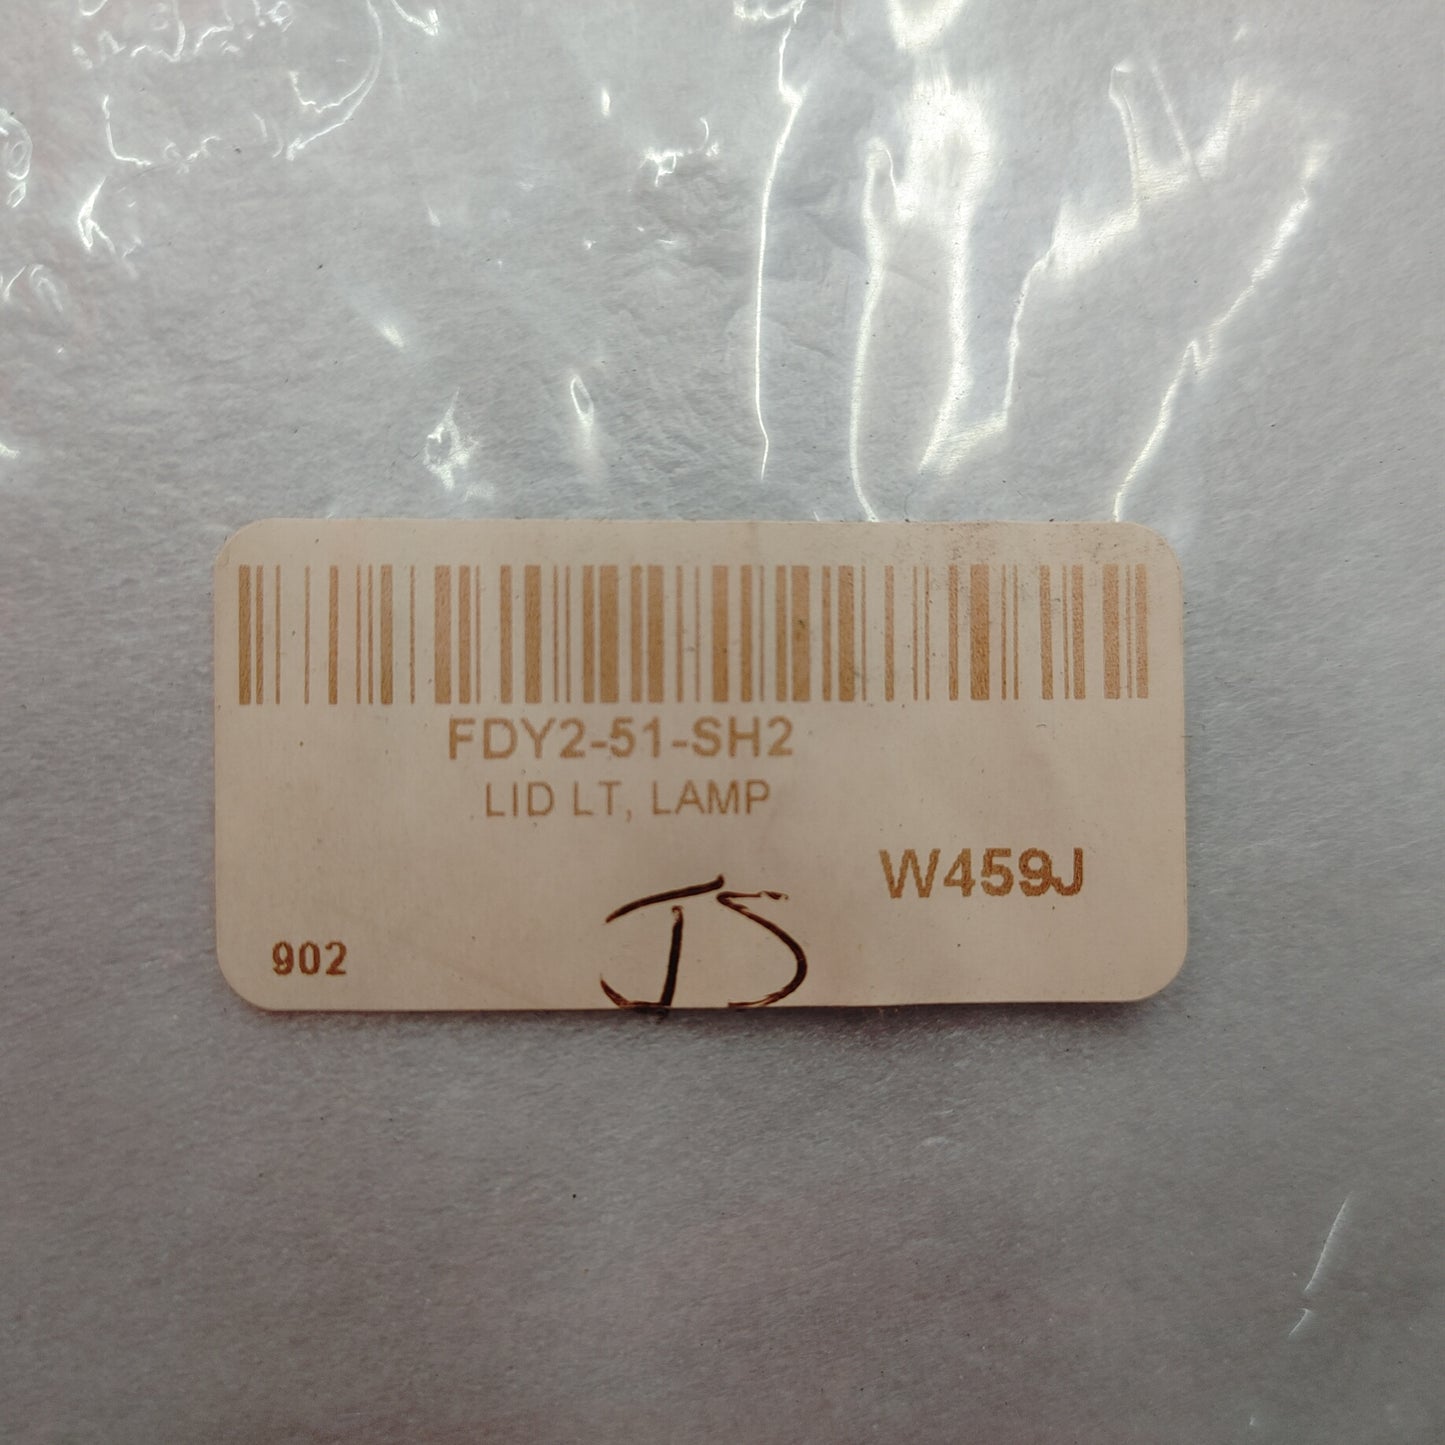 FDY2-51-SH2
LID LT, LAMP
W459J
JS
902